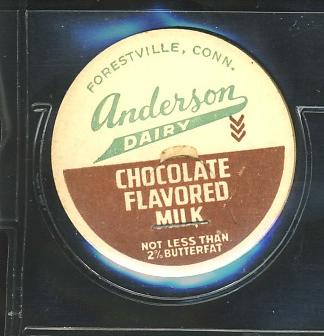 FORESTVILLE, CONN.
Anderson
DAIRY
CHOCOLATE
FLAVORED
MILK
NOT LESS THAN
2% BUTTERFAT